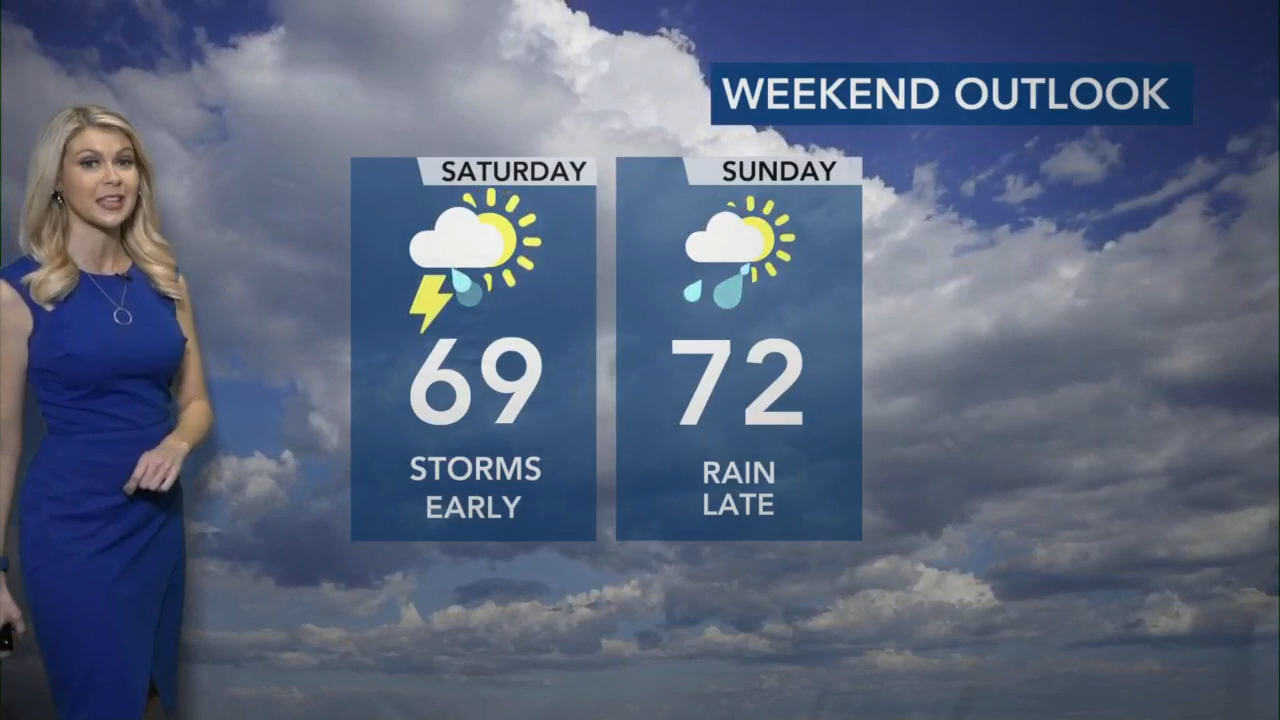 WEEKEND OUTLOOK
SATURDAY
69
STORMS
EARLY
SUNDAY
72
RAIN
LATE